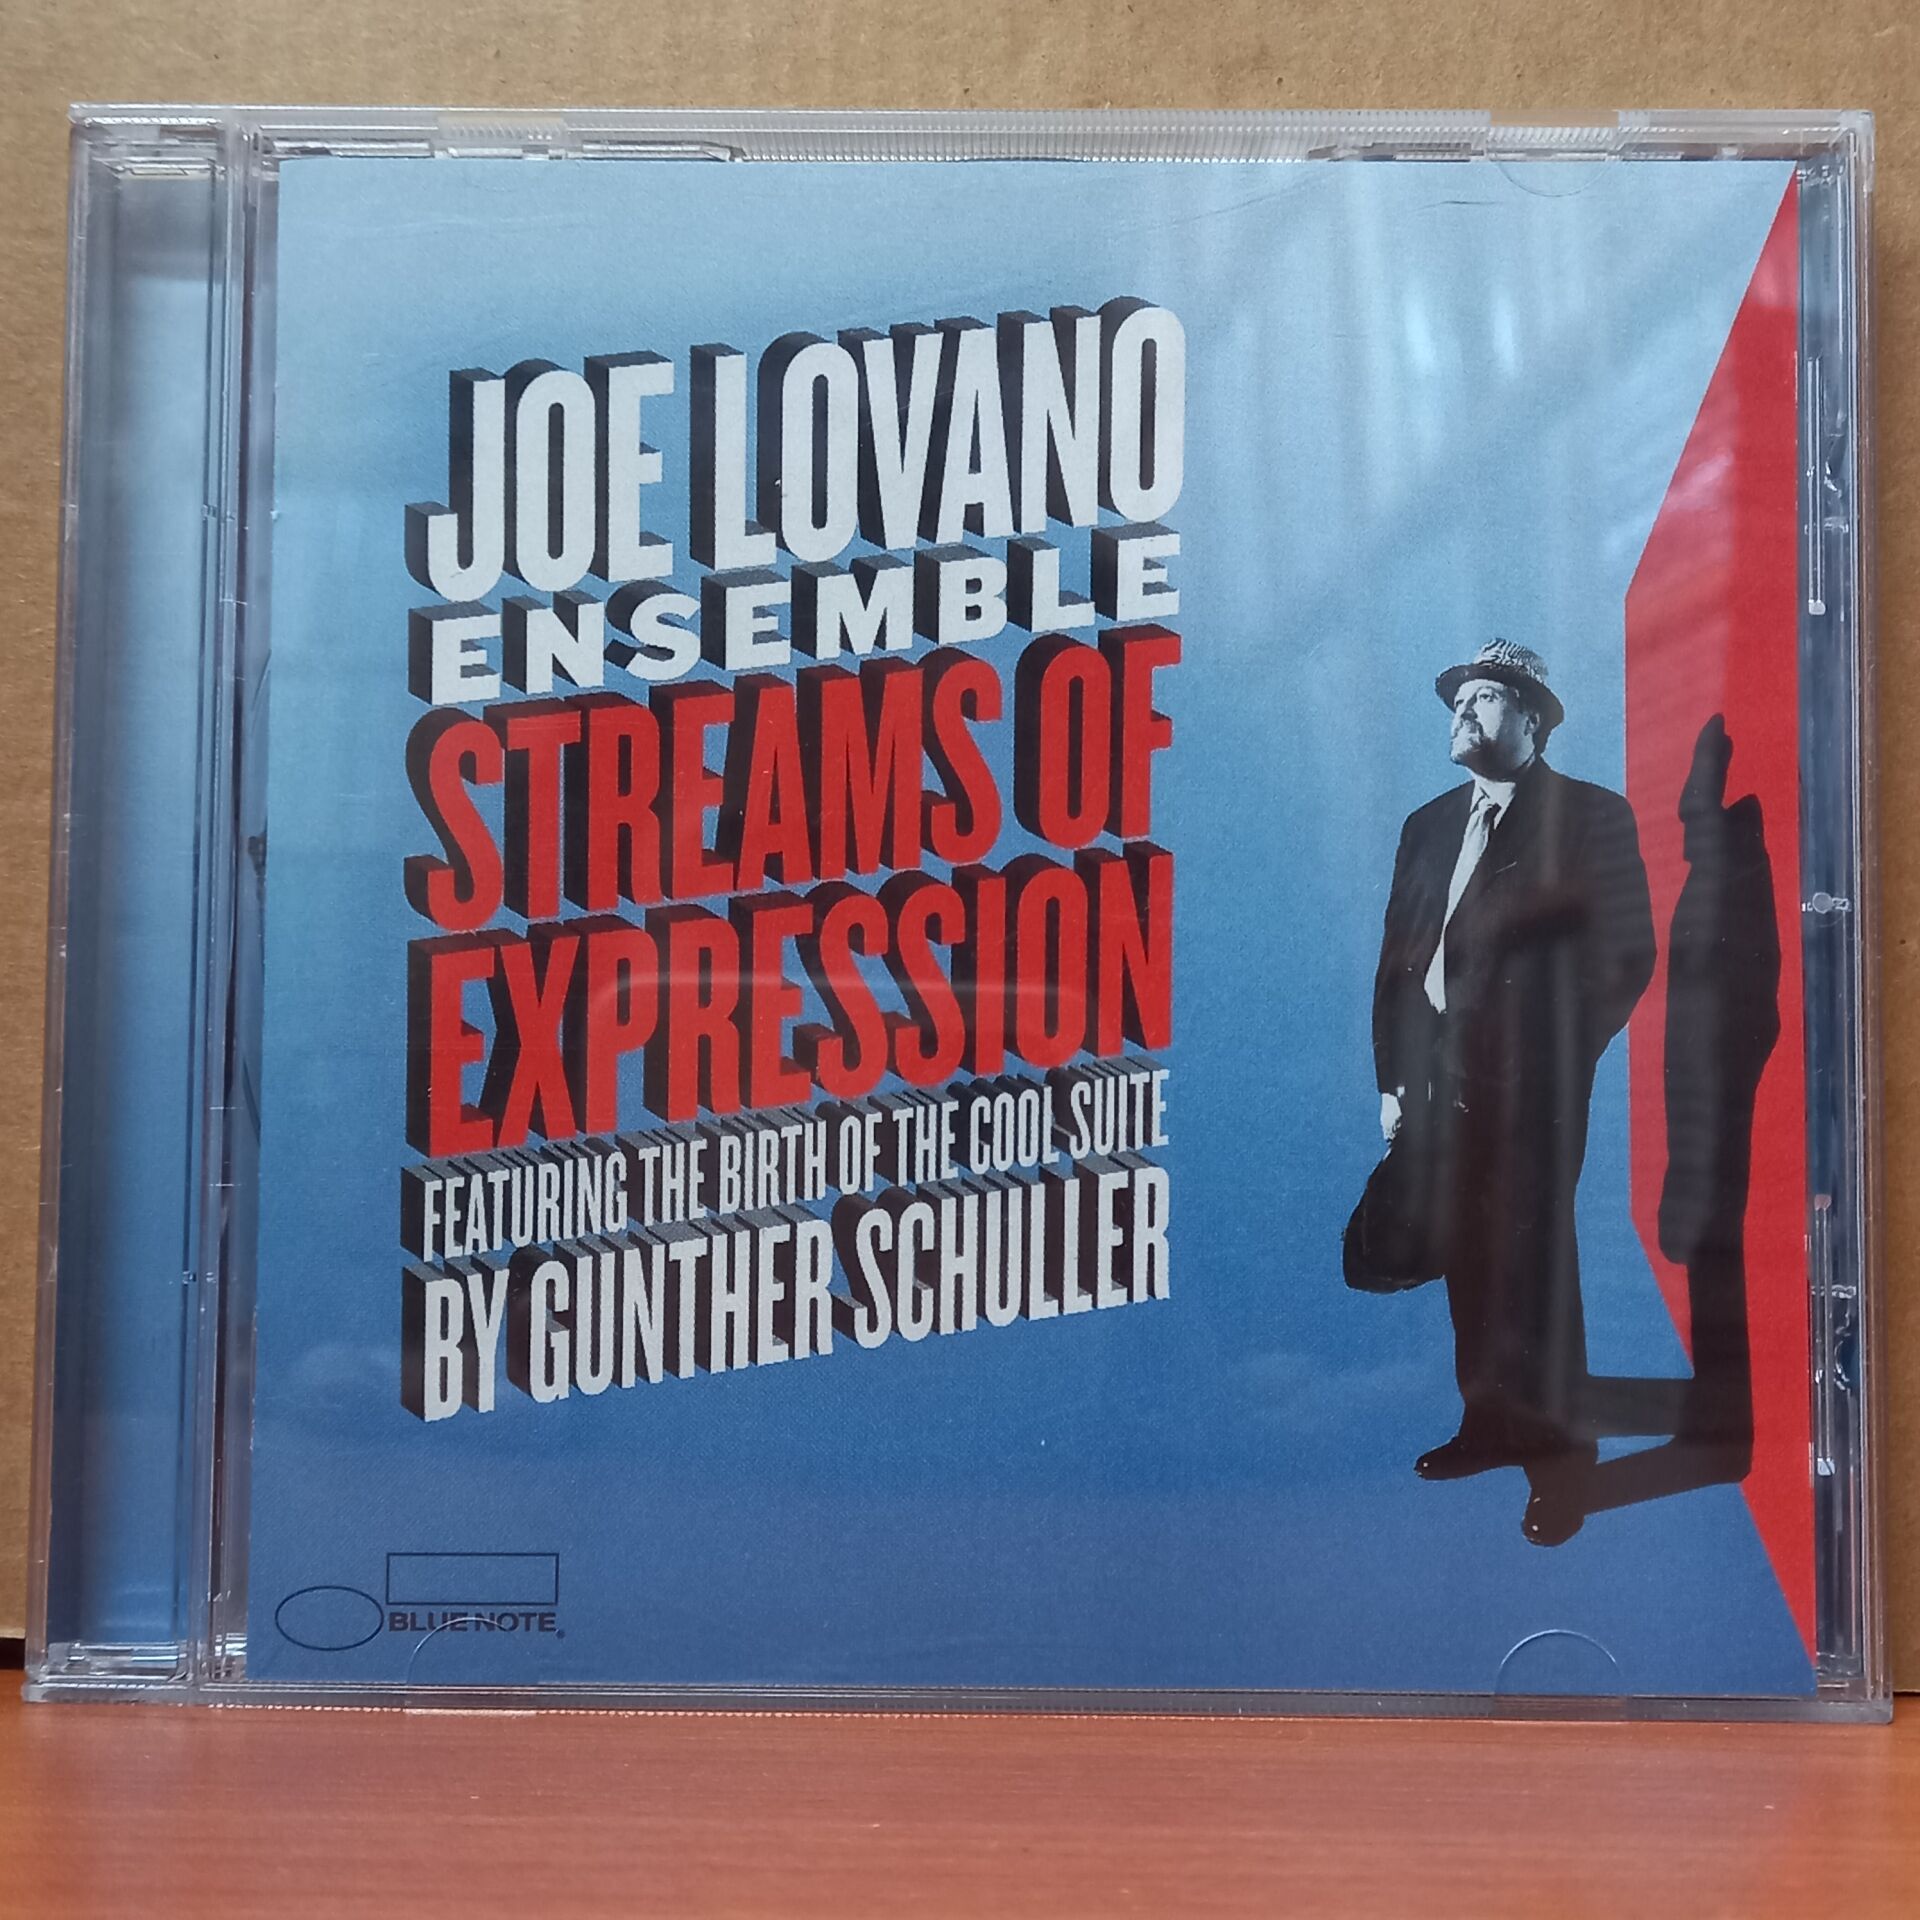 JOE LOVANO
ENSEMBLE
STREAMS OF
EXPRESSION
FEATURING THE BIRTH OF THE COOL SUITE
BY GUNTHER SCHULLER
BLUE NOTE®